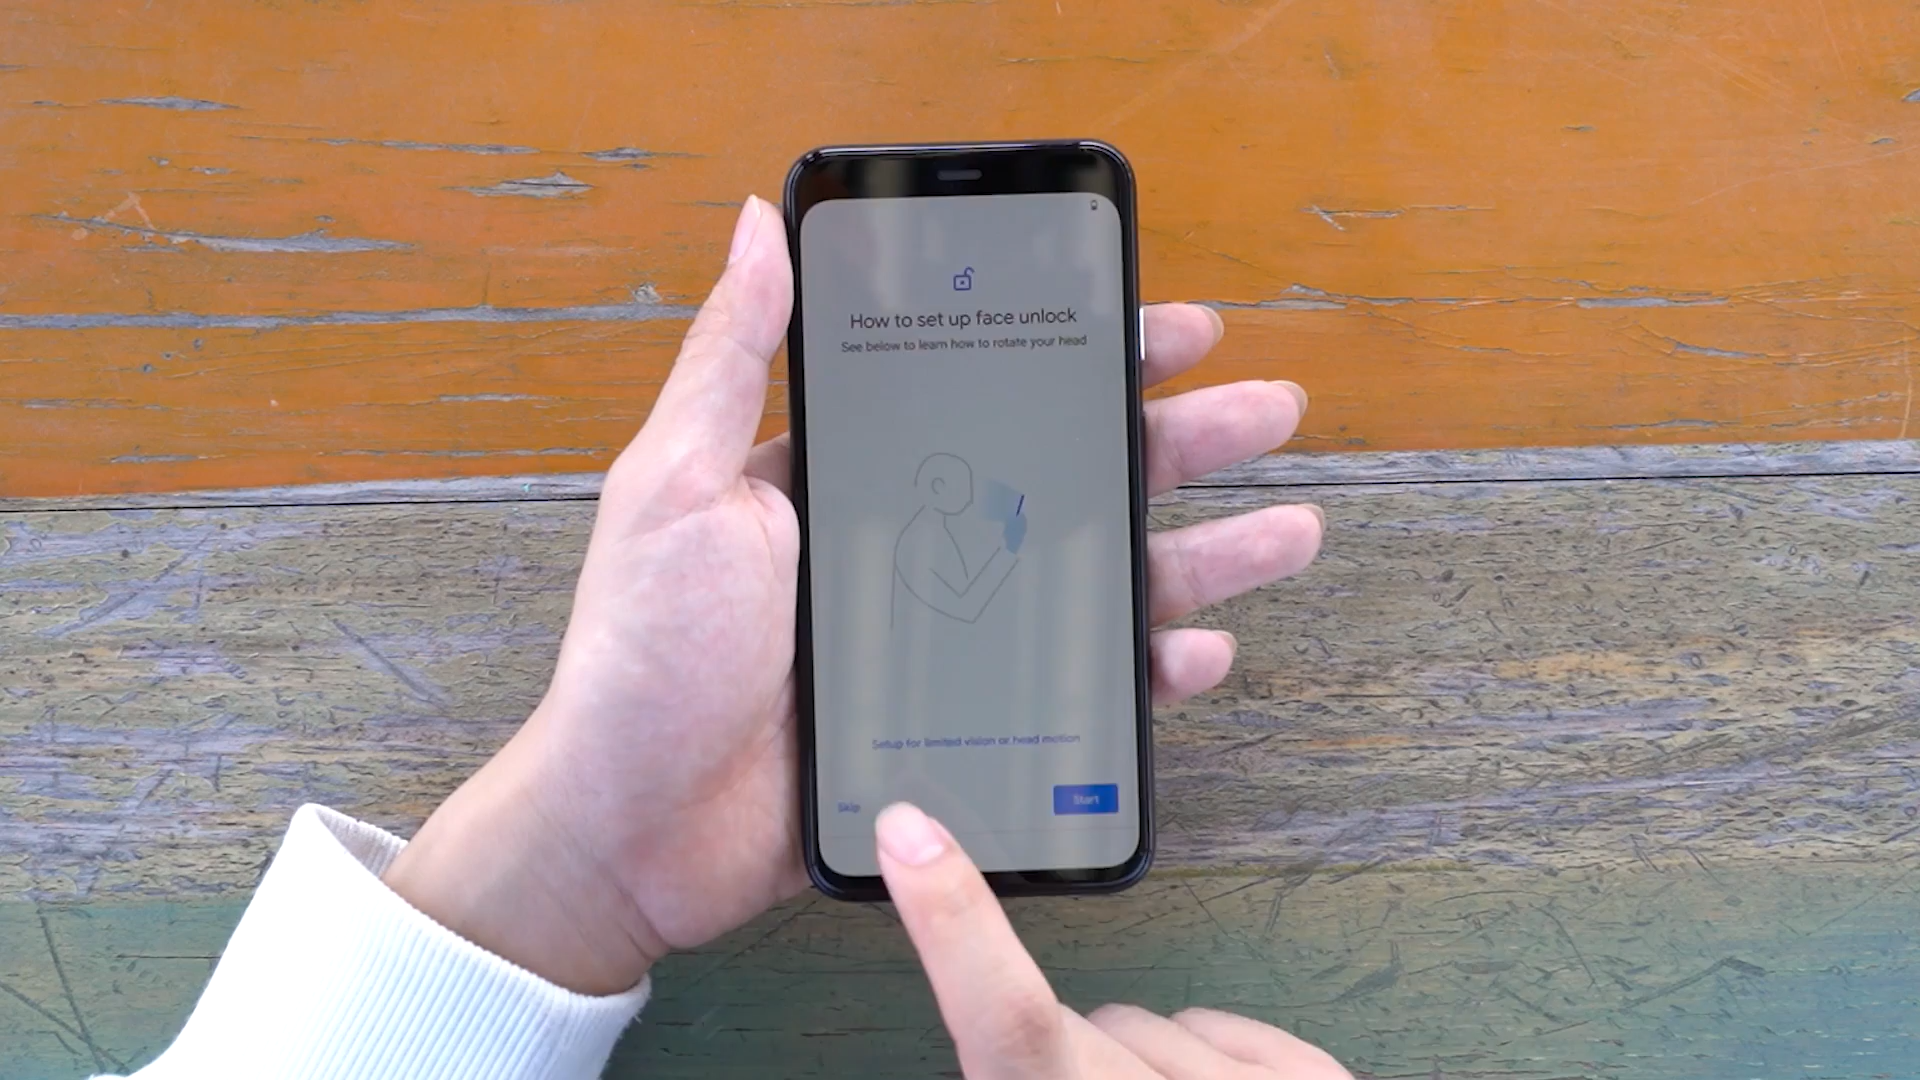 How to set up face unlock
See below to learn how to rotate your head
Setup for limited vision or head motion
Skip
Start